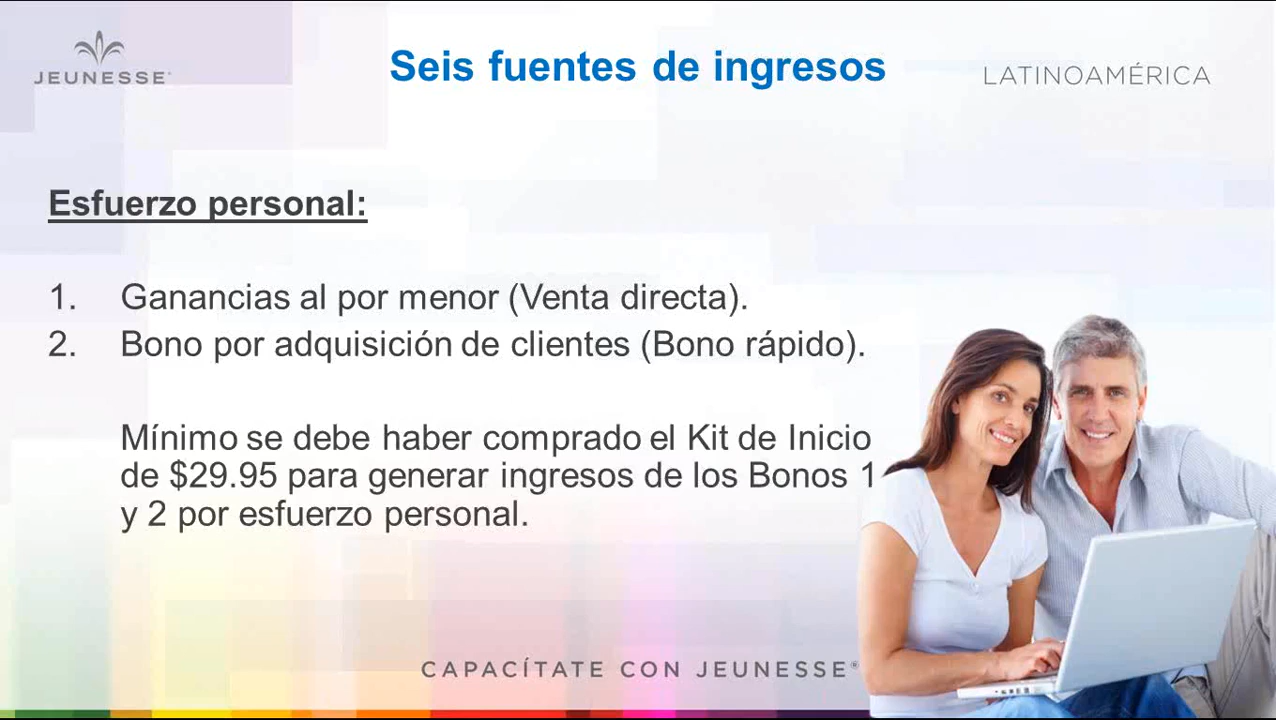 JEUNESSE
Seis fuentes de ingresos
LATINOAMÉRICA
Esfuerzo personal:
1. Ganancias al por menor (Venta directa).
2. Bono por adquisición de clientes (Bono rápido).
Mínimo se debe haber comprado el Kit de Inicio
de $29.95 para generar ingresos de los Bonos 1
y 2 por esfuerzo personal.
CAPACÍTATE CON JEUNESSE®